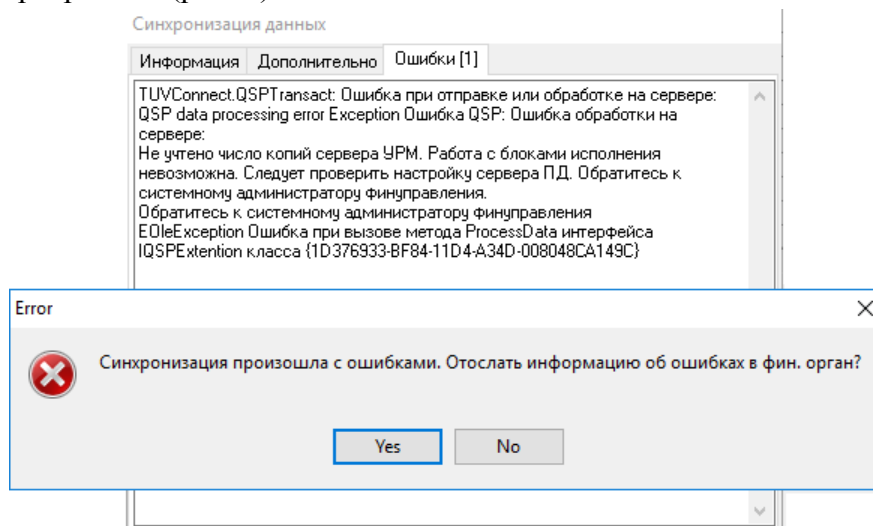 Синхронизация данных
Информация Дополнительно Ошибки [1]
TUVConnect.QSPTransact: Ошибка при отправке или обработке на сервере:
QSP data processing error Exception Ошибка QSP: Ошибка обработки на
сервере:
Не учтено число копий сервера УРМ. Работа с блоками исполнения
невозможна. Следует проверить настройку сервера ПД. Обратитесь к
системному администратору финуправления.
Обратитесь к системному администратору финуправления
EOleException Ошибка при вызове метода ProcessData интерфейса
IQSPExtention класса {1D376933-BF84-11D4-A34D-008048CA149C}
Error
Синхронизация произошла с ошибками. Отослать информацию об ошибках в фин. орган?
Yes No